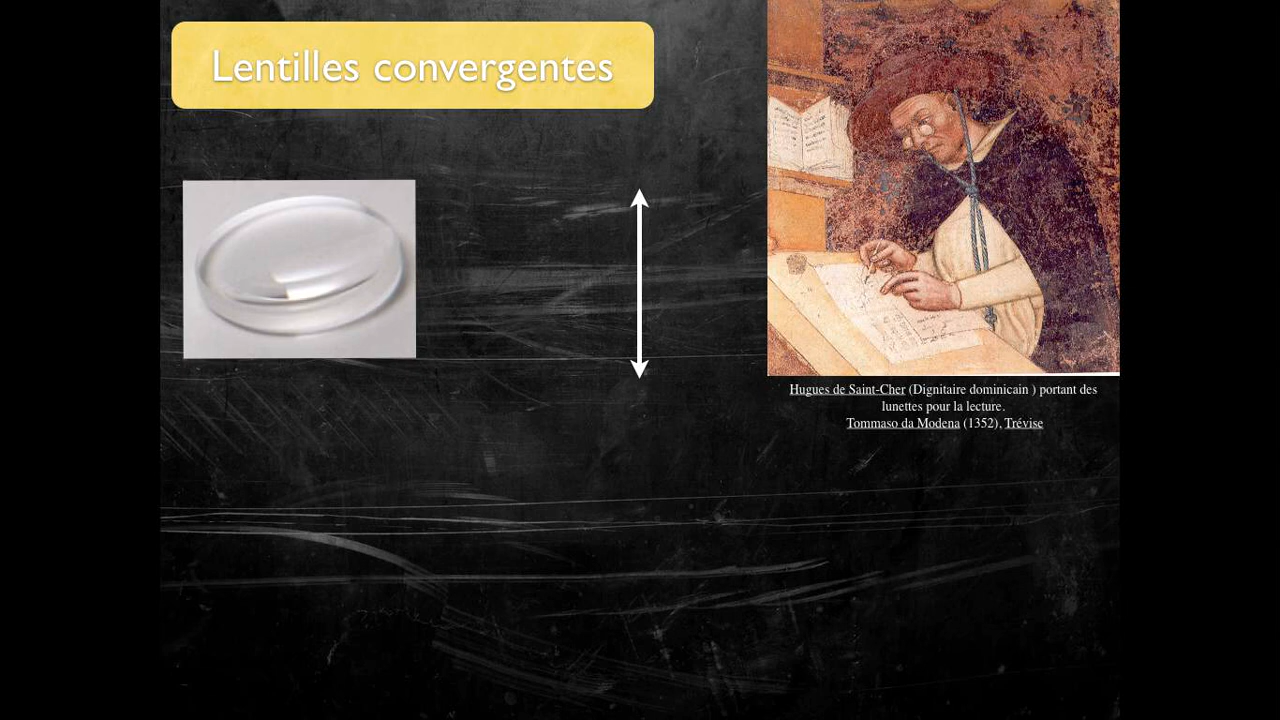 Lentilles convergentes
Hugues de Saint-Cher (Dignitaire dominicain ) portant des
lunettes pour la lecture.
Tommaso da Modena (1352), Trévise